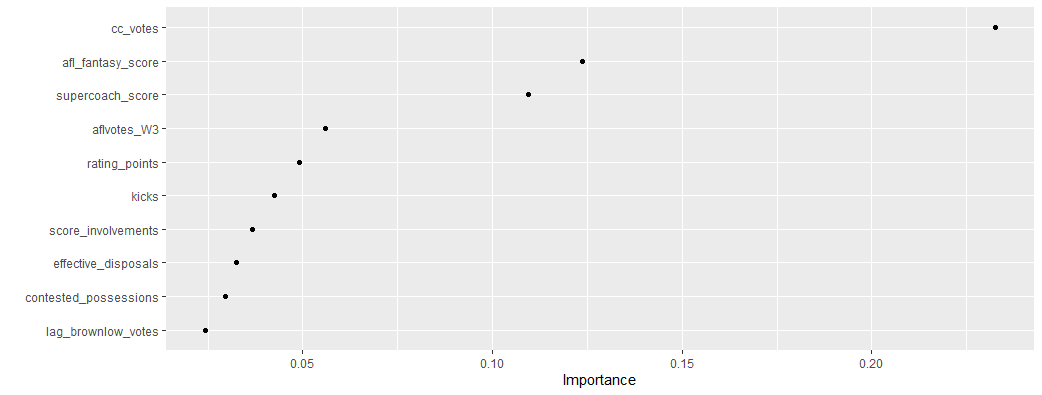 cc_votes
afl_fantasy_score
supercoach_score
aflvotes_W3
rating_points
kicks
score_involvements
effective_disposals
contested_possessions
lag_brownlow_votes
0.05 0.10 0.15 0.20
Importance